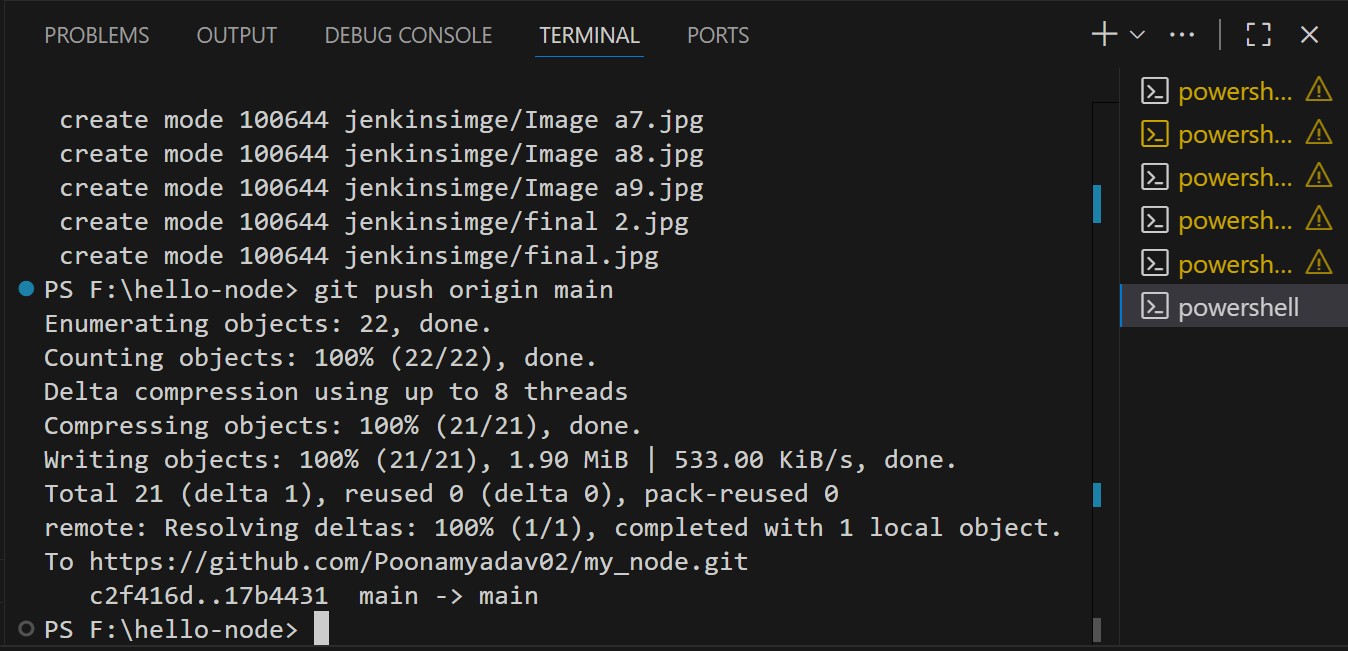 PROBLEMS OUTPUT DEBUG CONSOLE TERMINAL PORTS
create mode 100644 jenkinsimge/Image a7.jpg
create mode 100644 jenkinsimge/Image a8.jpg
create mode 100644 jenkinsimge/Image a9.jpg
create mode 100644 jenkinsimge/final 2.jpg
create mode 100644 jenkinsimge/final.jpg
PS F:\hello-node> git push origin main
Enumerating objects: 22, done.
Counting objects: 100% (22/22), done.
Delta compression using up to 8 threads
Compressing objects: 100% (21/21), done.
Writing objects: 100% (21/21), 1.90 MiB | 533.00 KiB/s, done.
Total 21 (delta 1), reused 0 (delta 0), pack-reused 0
remote: Resolving deltas: 100% (1/1), completed with 1 local object.
To https://github.com/Poonamyadav02/my_node.git
c2f416d..17b4431  main -> main
PS F:\hello-node>
powersh...
powersh...
powersh...
powersh...
powersh...
powershell